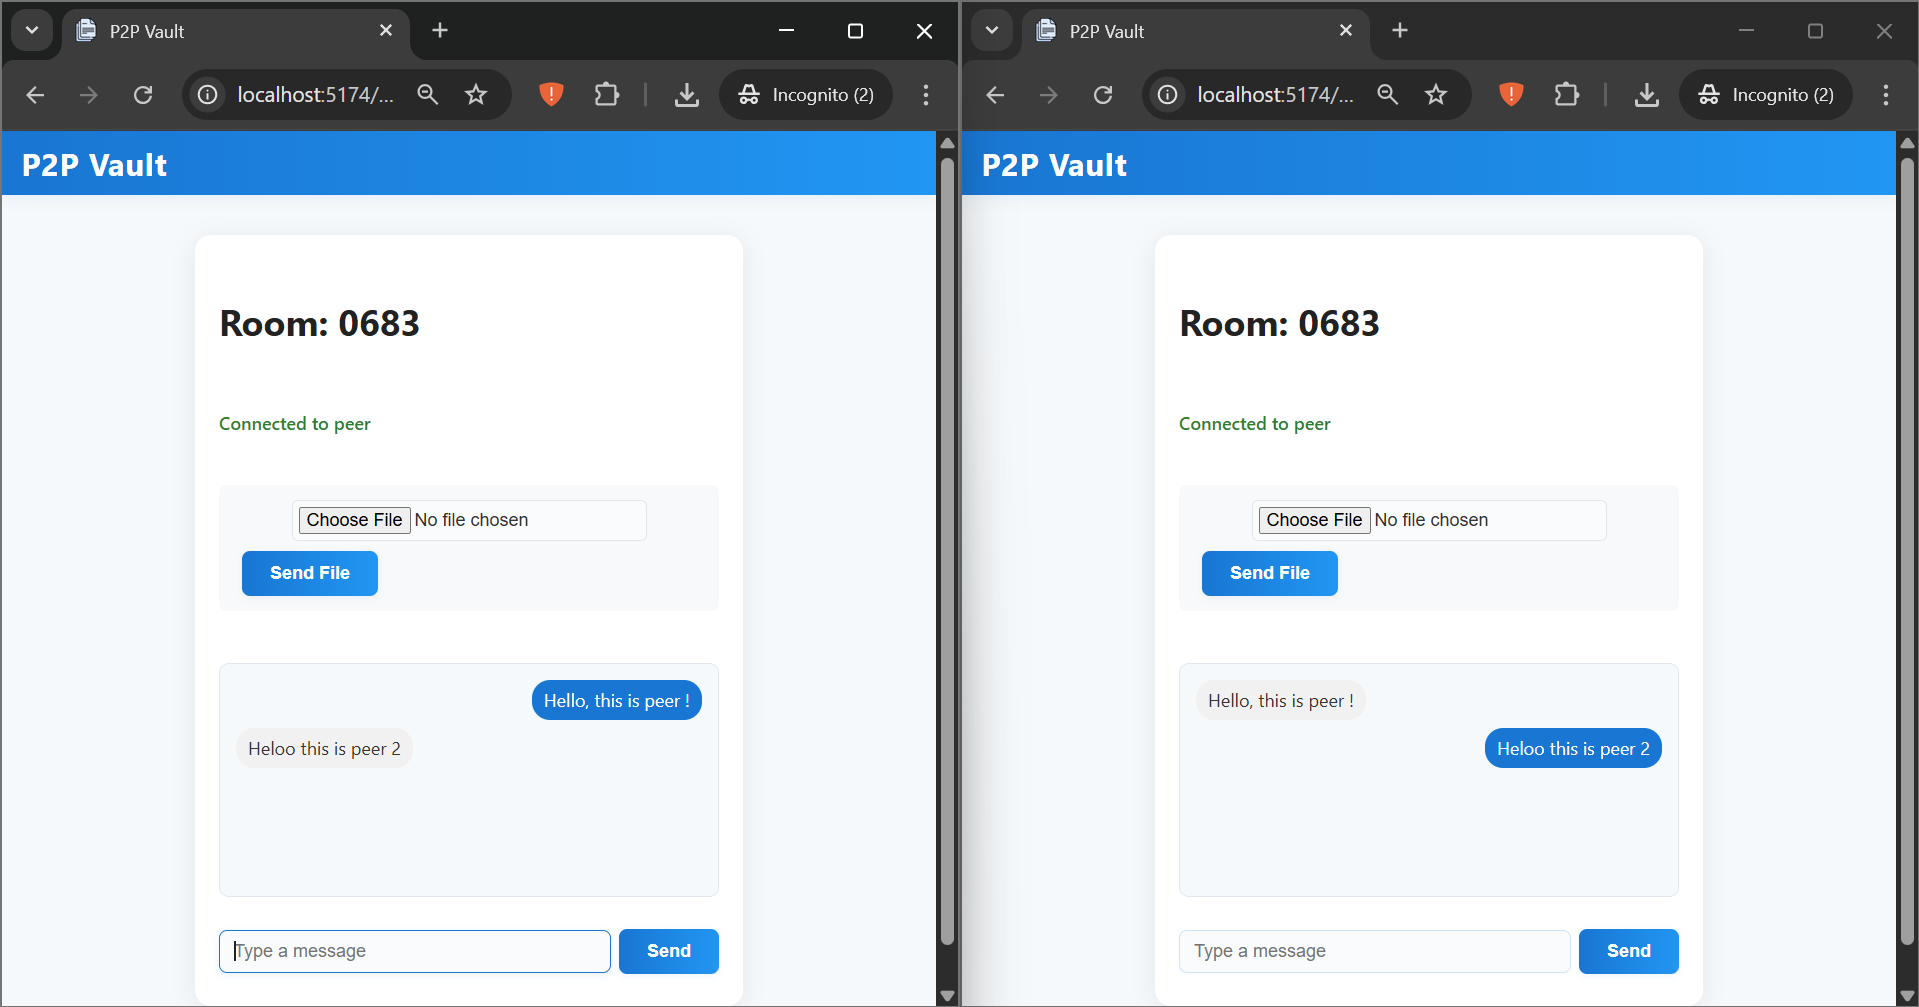 P2P Vault
localhost:5174/...
Incognito (2)
P2P Vault
Room: 0683
Connected to peer
Choose File No file chosen
Send File
Hello, this is peer !
Heloo this is peer 2
Type a message
Send
P2P Vault
localhost:5174/...
Incognito (2)
P2P Vault
Room: 0683
Connected to peer
Choose File No file chosen
Send File
Hello, this is peer !
Heloo this is peer 2
Type a message
Send